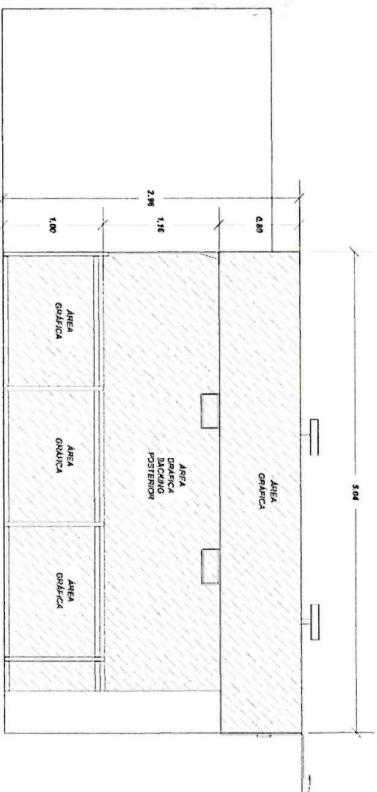 5.04
2.96
0.80
1.16
1.00
ÁREA
GRÁFICA
ÁREA
GRÁFICA
BACKING
POSTERIOR
ÁREA
GRÁFICA
ÁREA
GRÁFICA
ÁREA
GRÁFICA